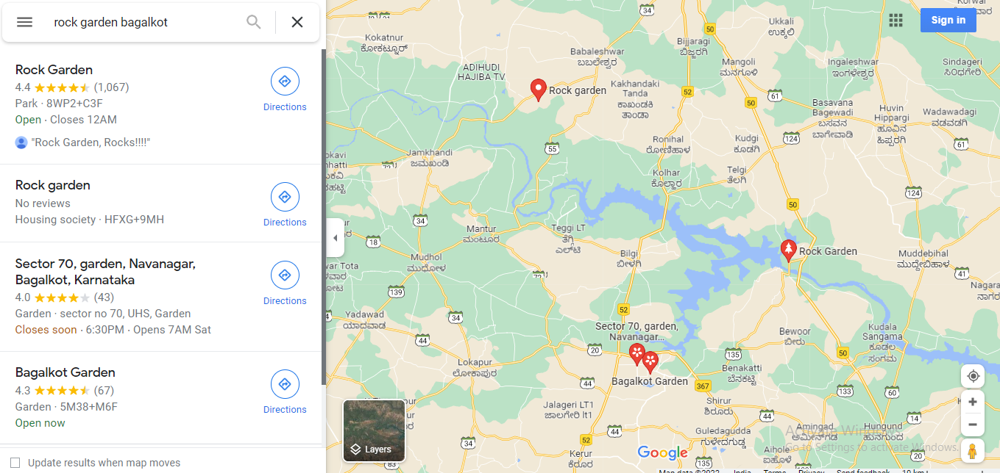 rock garden bagalkot
Rock Garden
4.4 (1,067)
Park · 8WP2+C3F
Open · Closes 12AM
"Rock Garden, Rocks!!!!"
Directions
Rock garden
No reviews
Housing society · HFXG+9MH
Directions
Sector 70, garden, Navanagar,
Bagalkot, Karnataka
4.0 (43)
Garden · sector no 70, UHS, Garden
Closes soon · 6:30PM · Opens 7AM Sat
Directions
Bagalkot Garden
4.3 (67)
Garden · 5M38+M6F
Open now
Directions
Update results when map moves
Sign in
34
50
Kokatnur
ಕೋಕಟ್ನೂರ್
Ukkali
ಉಕ್ಕಲಿ
Bijjaragi
ಬಿಜ್ಜರಗಿ
Babaleshwar
ಬಬಲೇಶ್ವರ
Mangoli
ಮನಗೂಳಿ
Ingaleshwar
ಇಂಗಳೇಶ್ವರ
Sindageri
ಸಿಂದಗೇರಿ
ADIHUDI
HAJIBA TV
Rock garden
Kakhandaki
Tanda
ಕಾಖಂಡಕಿ
ತಾಂಡಾ
52
50
61
Basavana
Bagewadi
ಬಸವನ
ಬಾಗೇವಾಡಿ
Huvin
Hippargi
ಹೂವಿನ
ಹಿಪ್ಪರಗಿ
Wadawadagi
ವಡವಡಗಿ
Ronihal
ರೋಣಿಹಾಳ
Kudgi
ಕೂಡಗಿ
124
61
55
Jamkhandi
ಜಮಖಂಡಿ
Kolhar
ಕೊಲ್ಹಾರ
Telgi
ತೆಲಗಿ
124
50
34
Mantur
ಮಂಟೂರ
Teggi LT
ತೆಗ್ಗಿ
ಎಲ್‌ಟಿ
18
Mudhol
ಮುಧೋಳ
Bilgi
ಬೀಳಗಿ
Rock Garden
Muddebihal
ಮುದ್ದೇಬಿಹಾಳ
41
139
Yadawad
ಯಾದವಾಡ
34
52
Sector 70, garden,
Navanagar...
Bewoor
ಬೇವೂರ
Kudala
Sangama
ಕೂಡಲ
ಸಂಗಮ
44
20
135
50
Lokapur
ಲೋಕಾಪುರ
Bagalkot Garden
Benakatti
ಬೆನಕಟ್ಟಿ
44
367
133
60
Jalageri LT1
ಜಾಲಗೇರಿ lt1
Shirur
ಶಿರೂರು
44
14
Guledagudda
ಗುಳೇದಗುಡ್ಡ
Amingad
ಅಮೀನ್‌ಗಡ
Hungund
ಹುನಗುಂದ
Activate Windows
Go to Settings to activate Windows.
44
52
34
Layers
Google
Kerur
ಕೆರೂರ
Aihole
ಐಹೊಳೆ
20
83
135
Map data ©2022
India
Terms
Privacy
Send feedback
10 km